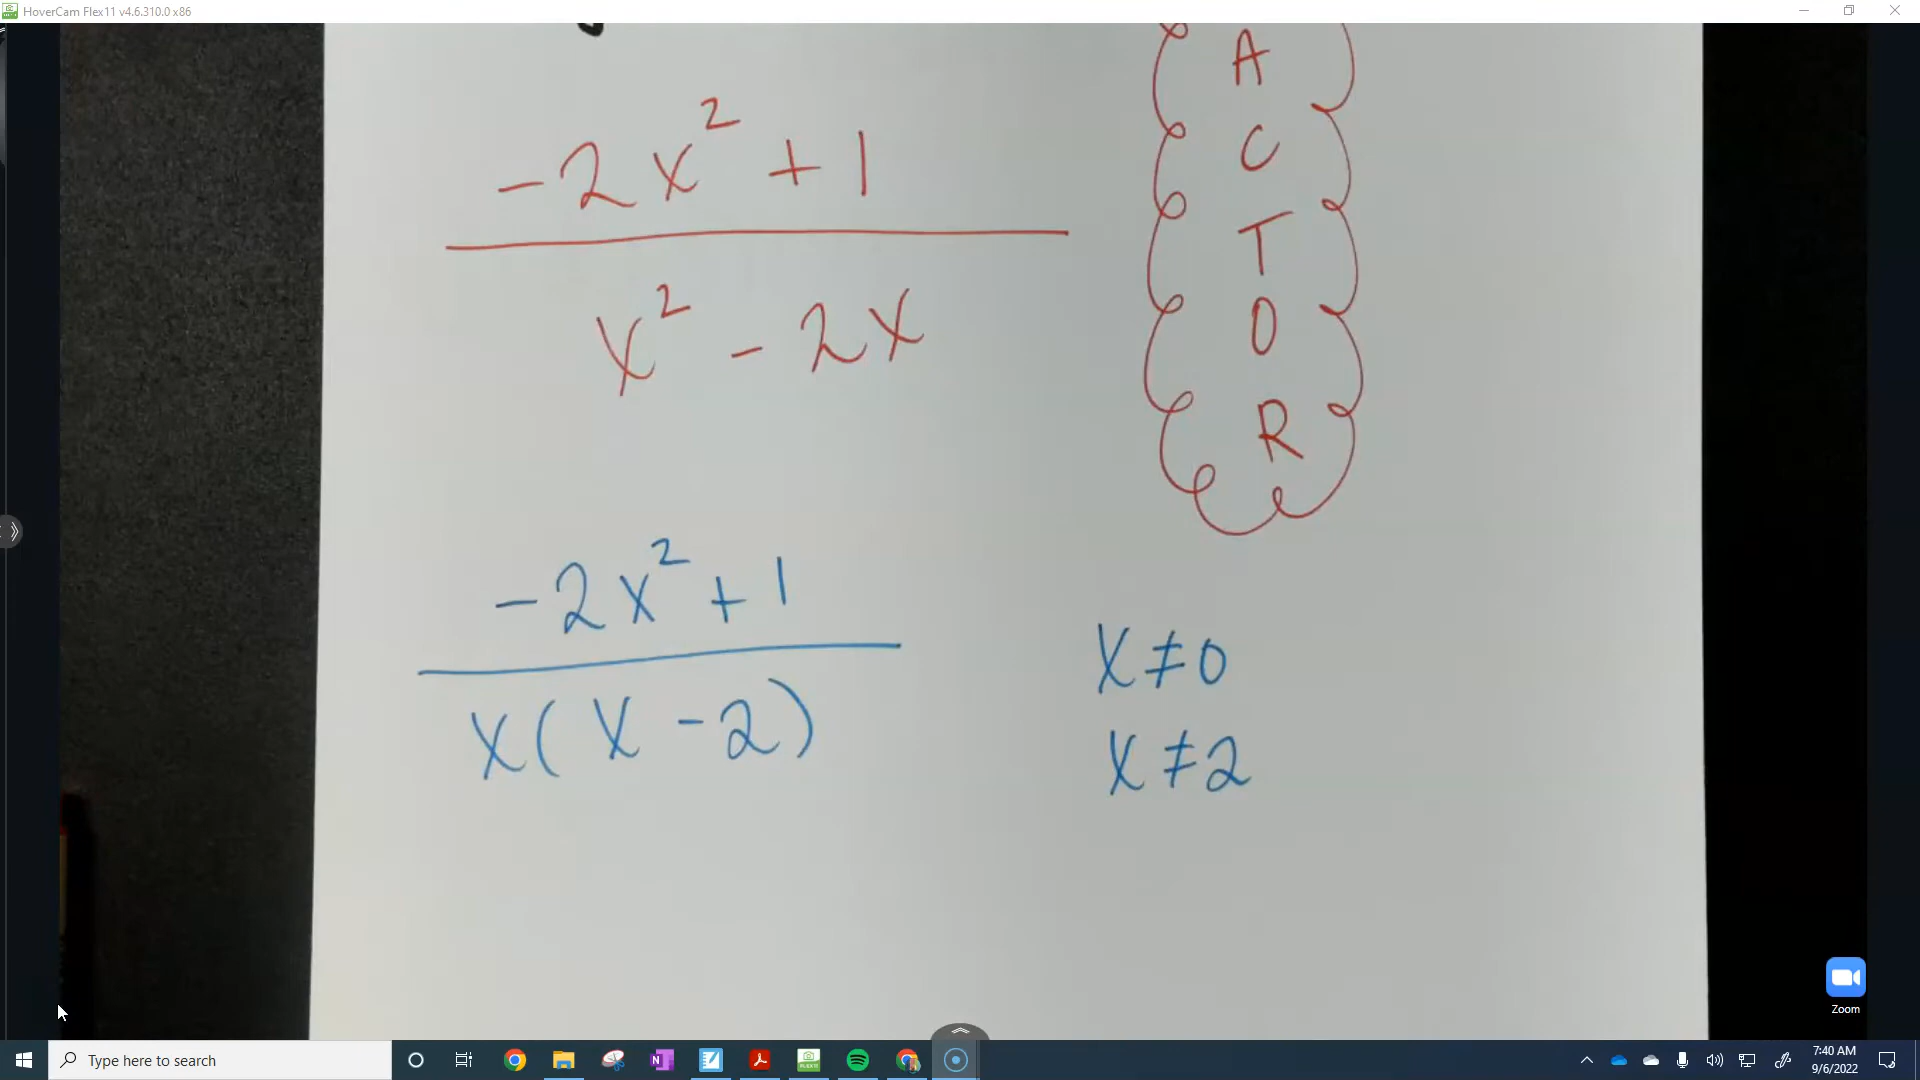 HoverCam Flex11 v4.6.310.0 x86
A
C
T
O
R
-2x² + 1
x² - 2x
-2x² + 1
x(x - 2)
x ≠ 0
x ≠ 2
Zoom
Type here to search
7:40 AM
9/6/2022